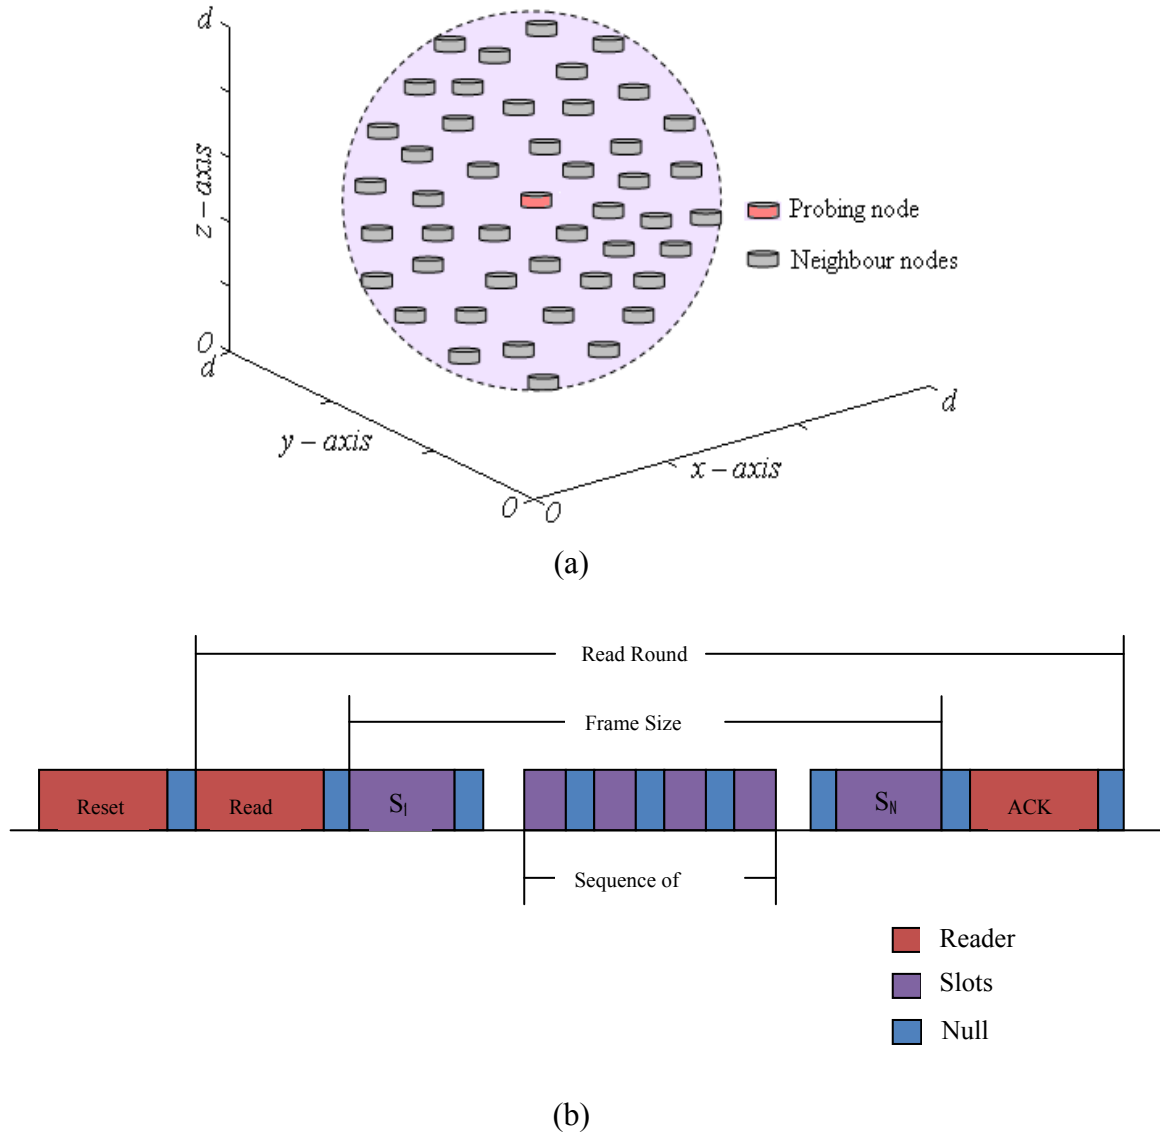 d
z – axis
0
d
y – axis
0
0
x – axis
d
Probing node
Neighbour nodes
(a)
Read Round
Frame Size
Reset
Read
S₁
S_N
ACK
Sequence of
Reader
Slots
Null
(b)